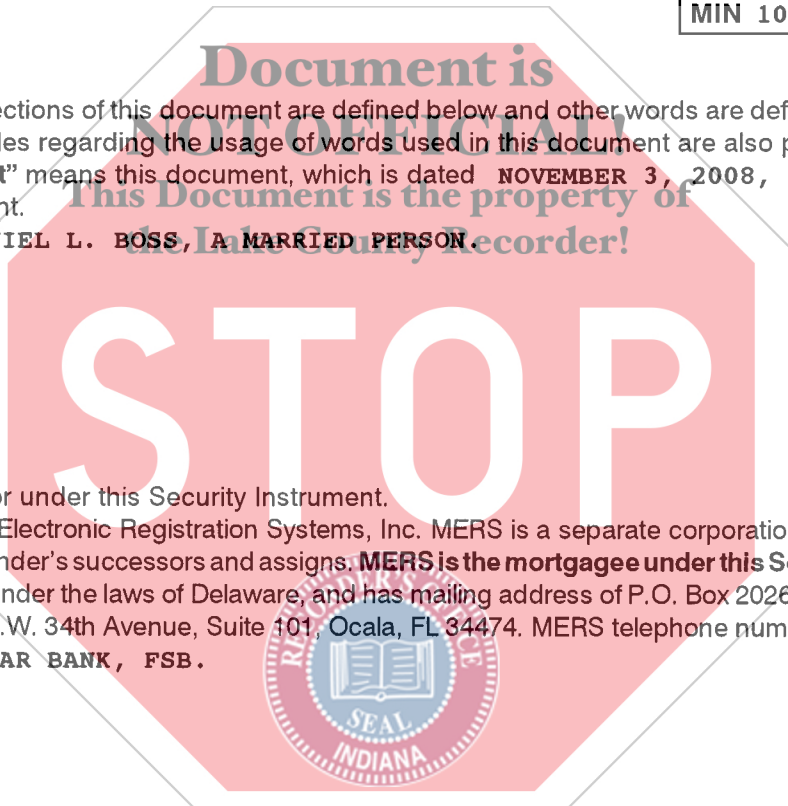 MIN 10
Document is
ections of this document are defined below and other words are def
NOT OFFICIAL!
les regarding the usage of words used in this document are also p
t” means this document, which is dated NOVEMBER 3, 2008,
This Document is the property of
nt.
IEL L. BOSS, A MARRIED PERSON.
the Lake County Recorder!
STOP
or under this Security Instrument.
Electronic Registration Systems, Inc. MERS is a separate corporatio
nder’s successors and assigns. MERS is the mortgagee under this S
nder the laws of Delaware, and has mailing address of P.O. Box 2026
.W. 34th Avenue, Suite 101, Ocala, FL 34474. MERS telephone num
AR BANK, FSB.
RECORDER'S OFFICE
SEAL
INDIANA